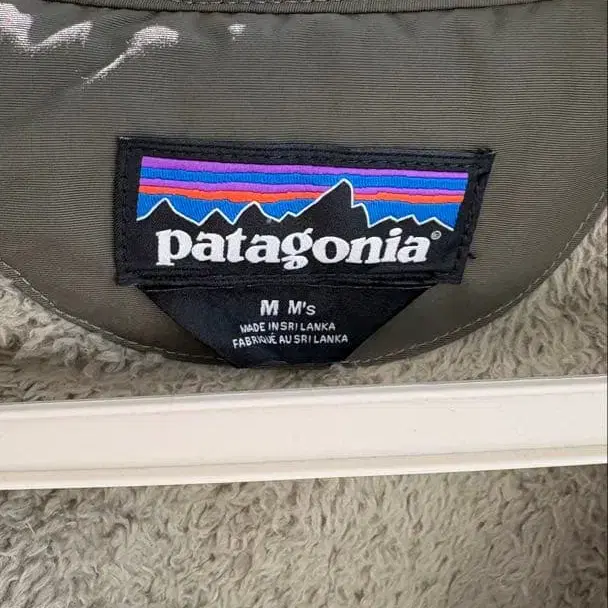 patagonia®
M M's
MADE IN SRI LANKA
FABRIQUÉ AU SRI LANKA